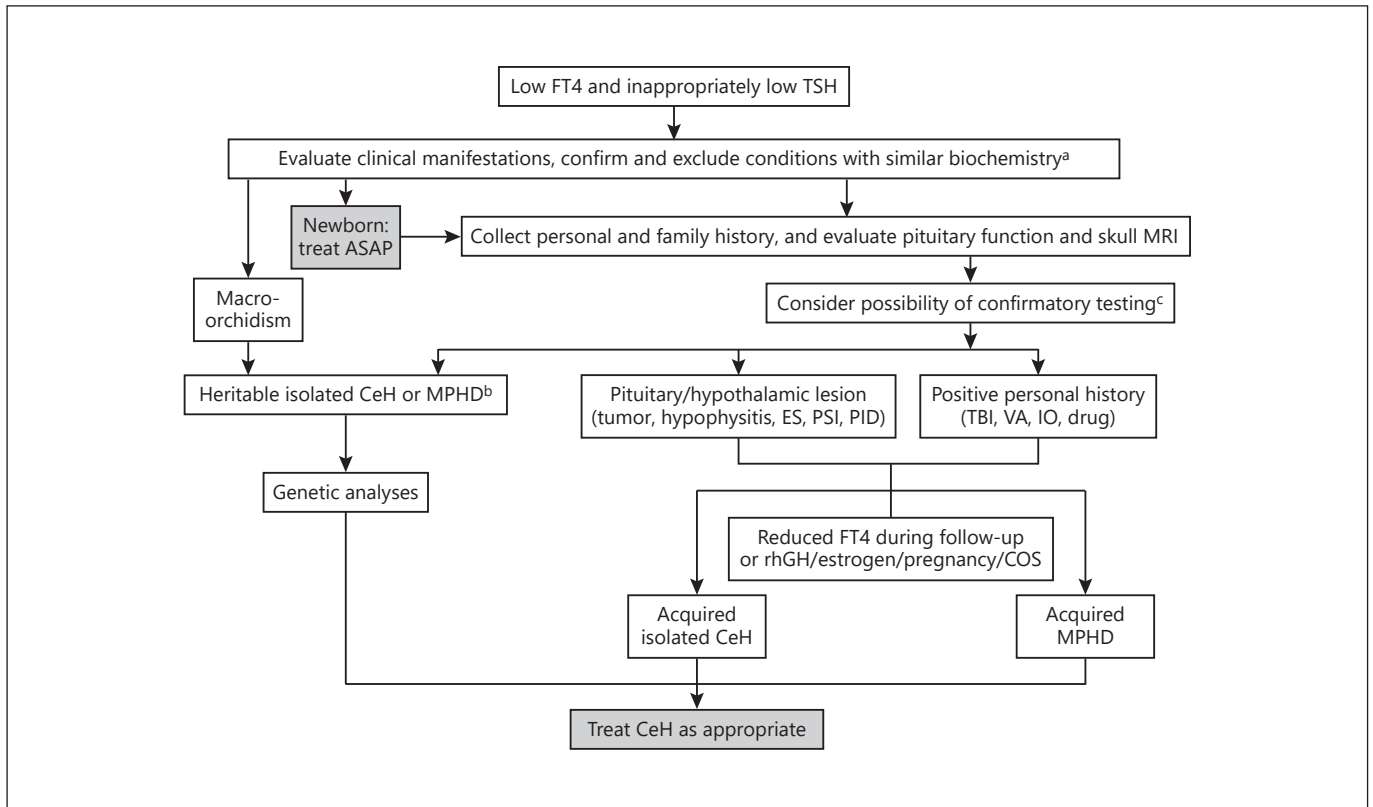 Low FT4 and inappropriately low TSH
Evaluate clinical manifestations, confirm and exclude conditions with similar biochemistryᵃ
Newborn:
treat ASAP
Collect personal and family history, and evaluate pituitary function and skull MRI
Macro-
orchidism
Consider possibility of confirmatory testingᶜ
Heritable isolated CeH or MPHDᵇ
Pituitary/hypothalamic lesion
(tumor, hypophysitis, ES, PSI, PID)
Positive personal history
(TBI, VA, IO, drug)
Genetic analyses
Reduced FT4 during follow-up
or rhGH/estrogen/pregnancy/COS
Acquired
isolated CeH
Acquired
MPHD
Treat CeH as appropriate